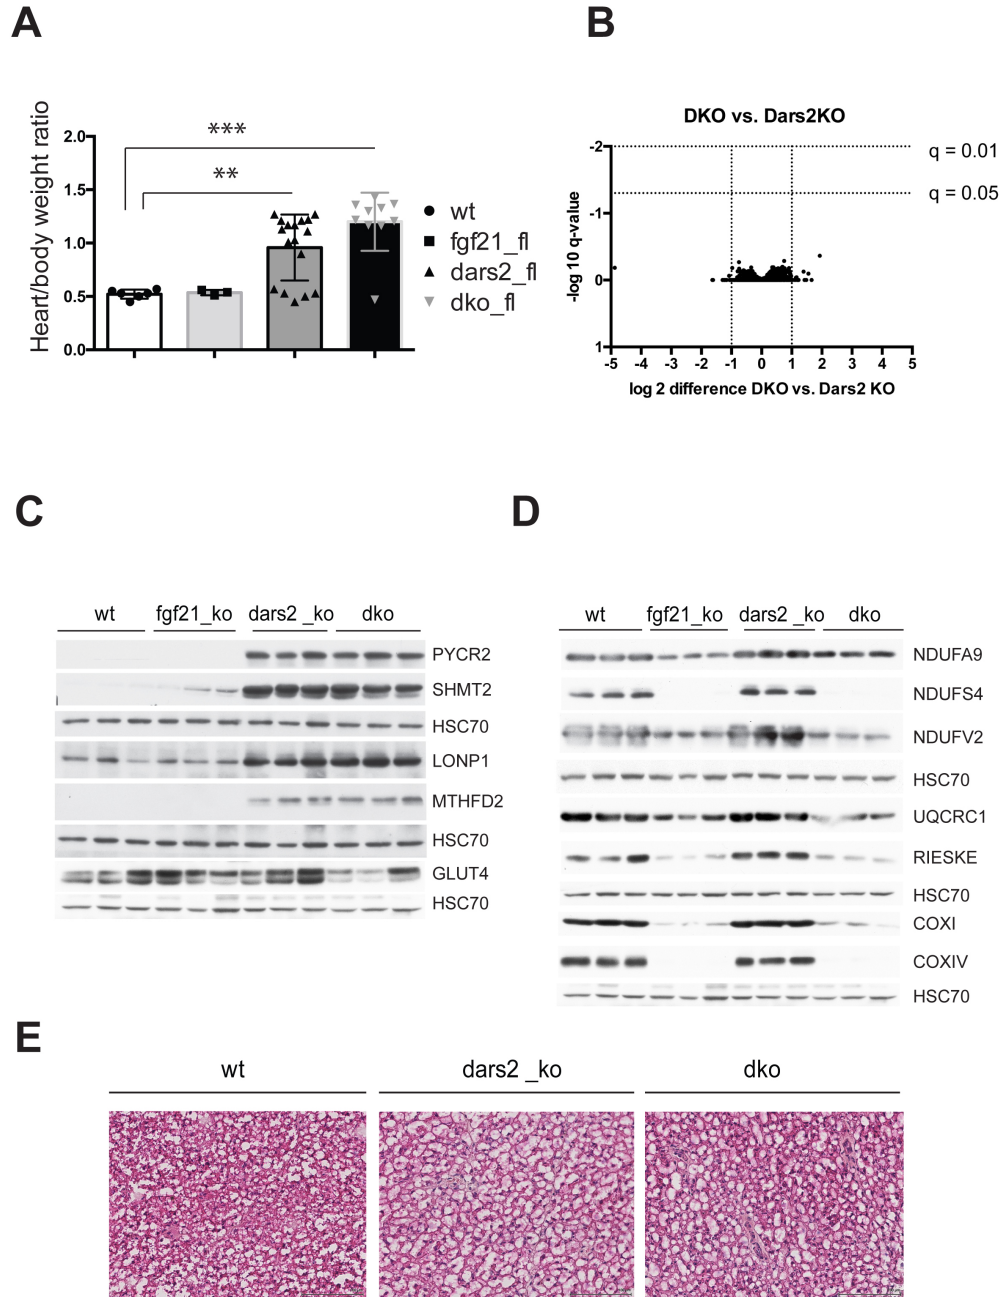 A
B
Heart/body weight ratio
2.0
1.5
1.0
0.5
0.0
***
**
wt
fgf21_fl
dars2_fl
dko_fl
DKO vs. Dars2KO
-log 10 q-value
-2
-1
0
1
q = 0.01
q = 0.05
-5 -4 -3 -2 -1 0 1 2 3 4 5
log 2 difference DKO vs. Dars2 KO
C
wt fgf21_ko dars2 _ko dko
PYCR2
SHMT2
HSC70
LONP1
MTHFD2
HSC70
GLUT4
HSC70
D
wt fgf21_ko dars2 _ko dko
NDUFA9
NDUFS4
NDUFV2
HSC70
UQCRC1
RIESKE
HSC70
COXI
COXIV
HSC70
E
wt dars2 _ko dko